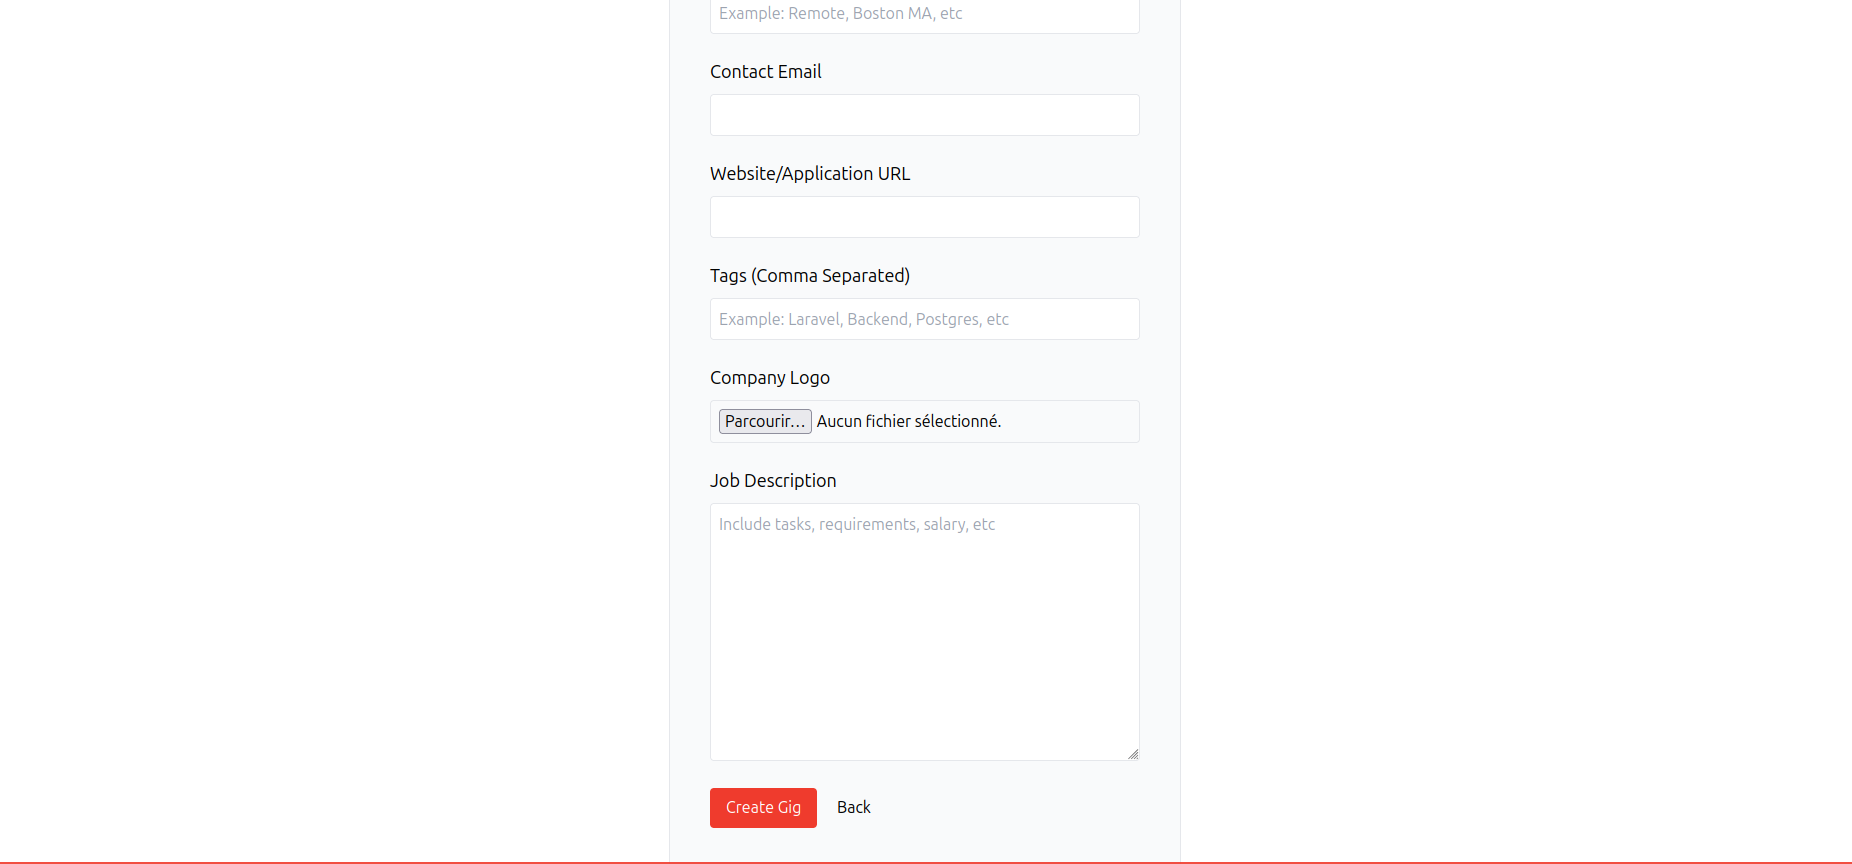 Example: Remote, Boston MA, etc
Contact Email
Website/Application URL
Tags (Comma Separated)
Example: Laravel, Backend, Postgres, etc
Company Logo
Parcourir... Aucun fichier sélectionné.
Job Description
Include tasks, requirements, salary, etc
Create Gig Back